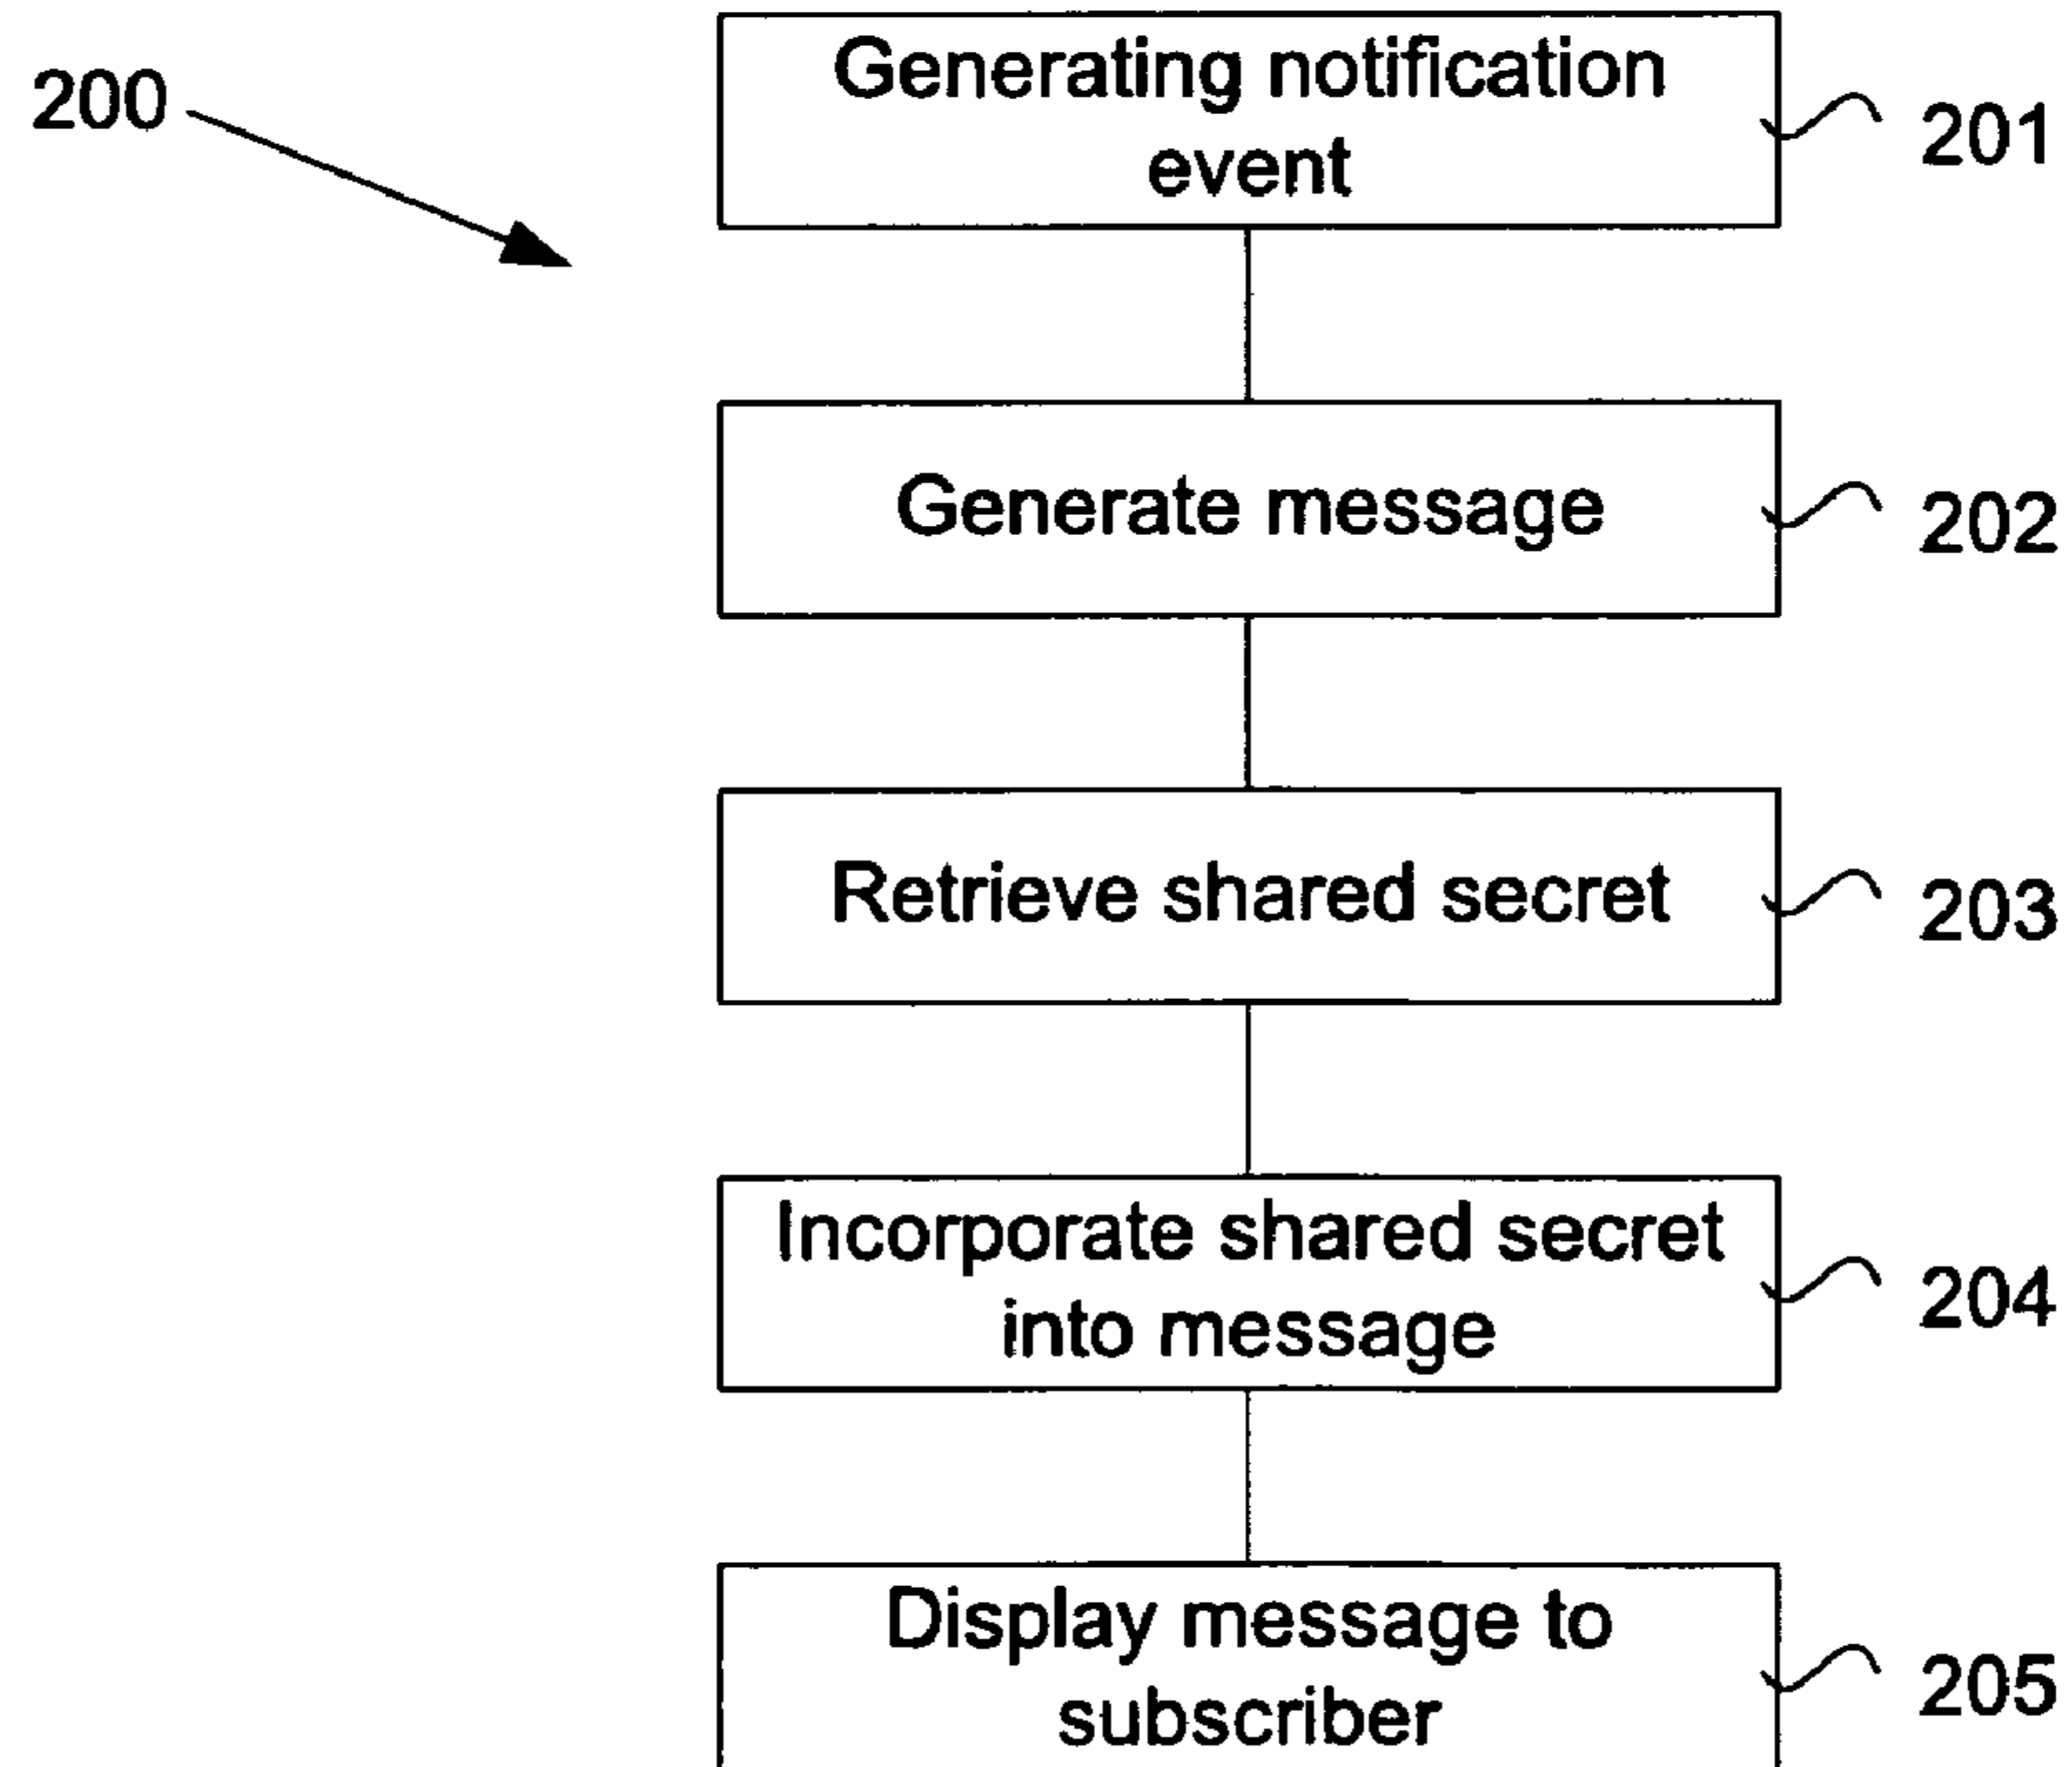 200
Generating notification
event
201
Generate message
202
Retrieve shared secret
203
Incorporate shared secret
into message
204
Display message to
subscriber
205